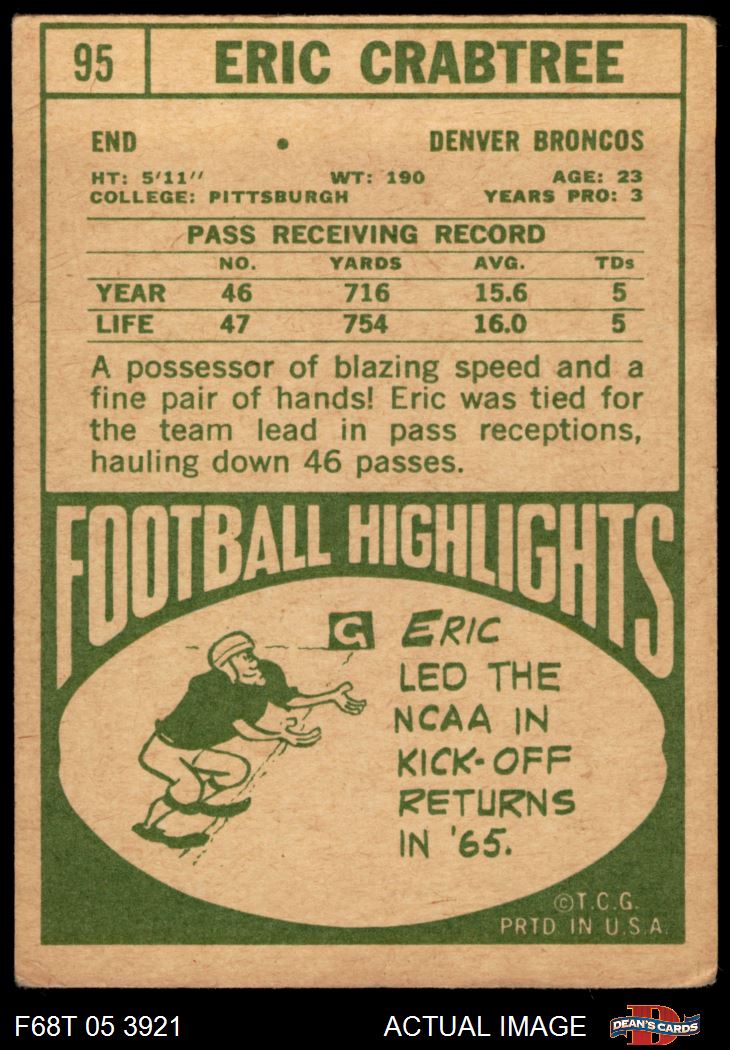 95 ERIC CRABTREE
END • DENVER BRONCOS
HT: 5'11'' WT: 190 AGE: 23
COLLEGE: PITTSBURGH YEARS PRO: 3
PASS RECEIVING RECORD
NO. YARDS AVG. TDs
YEAR 46 716 15.6 5
LIFE 47 754 16.0 5
A possessor of blazing speed and a
fine pair of hands! Eric was tied for
the team lead in pass receptions,
hauling down 46 passes.
FOOTBALL HIGHLIGHTS
G ERIC
LED THE
NCAA IN
KICK-OFF
RETURNS
IN '65.
©T.C.G.
PRTD IN U.S.A.
F68T 05 3921 ACTUAL IMAGE D DEAN'S CARDS